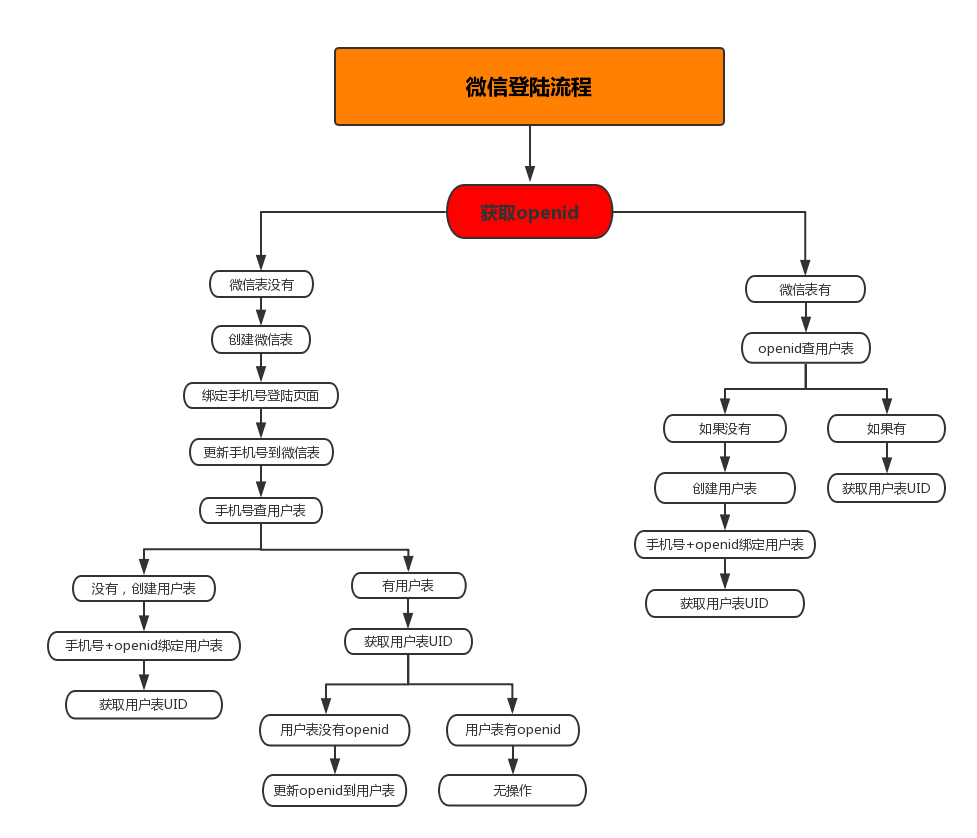 微信登陆流程
获取openid
微信表没有
微信表有
创建微信表
openid查用户表
绑定手机号登陆页面
如果没有
如果有
更新手机号到微信表
创建用户表
获取用户表UID
手机号查用户表
手机号+openid绑定用户表
没有，创建用户表
有用户表
获取用户表UID
手机号+openid绑定用户表
获取用户表UID
获取用户表UID
用户表没有openid
用户表有openid
更新openid到用户表
无操作